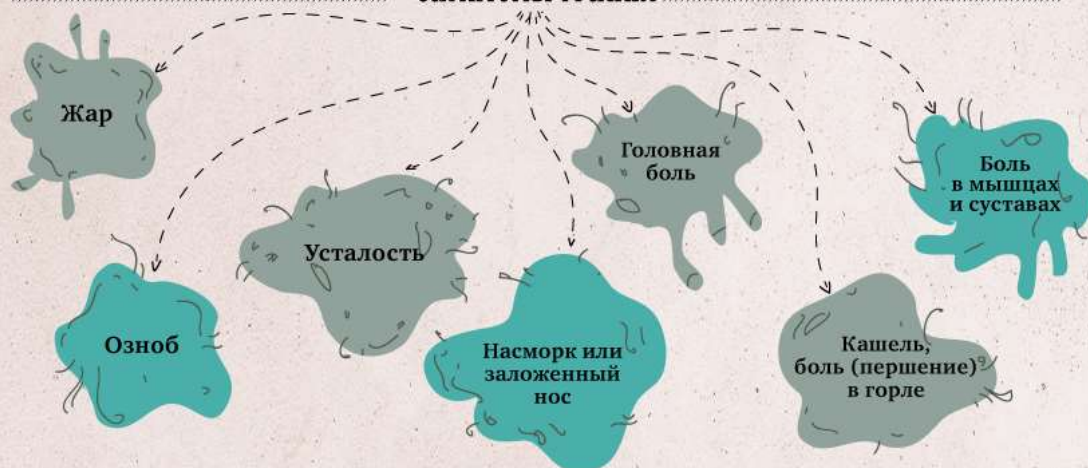 Жар
Головная
боль
Боль
в мышцах
и суставах
Усталость
Озноб
Насморк или
заложенный
нос
Кашель,
боль (першение)
в горле